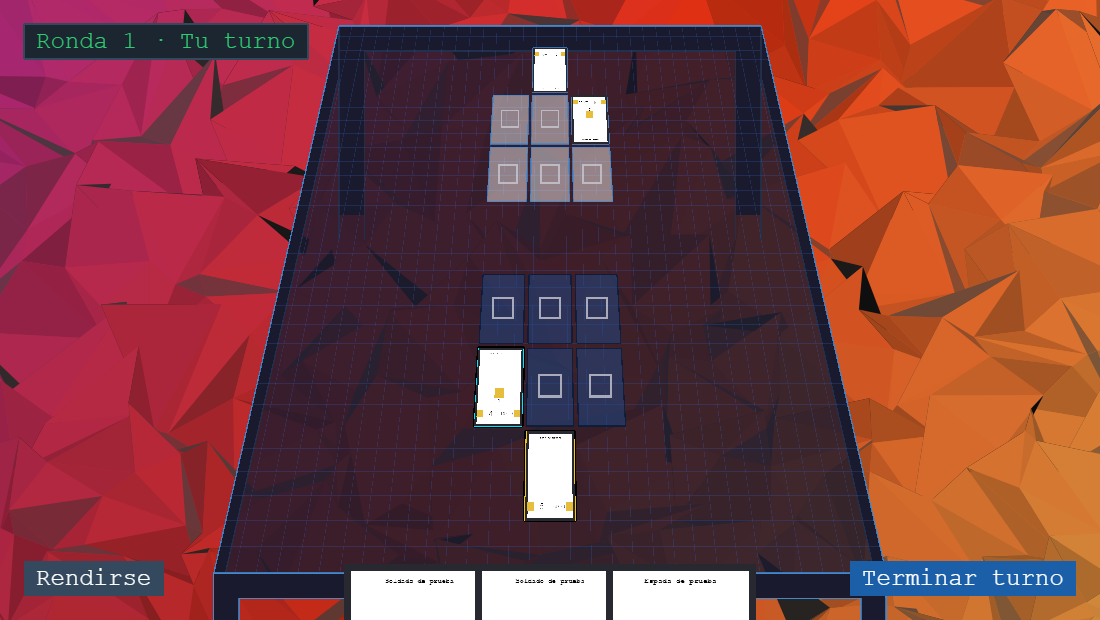 Ronda 1 · Tu turno
Rendirse
Terminar turno
Soldado de prueba
Soldado de prueba
Espada de prueba